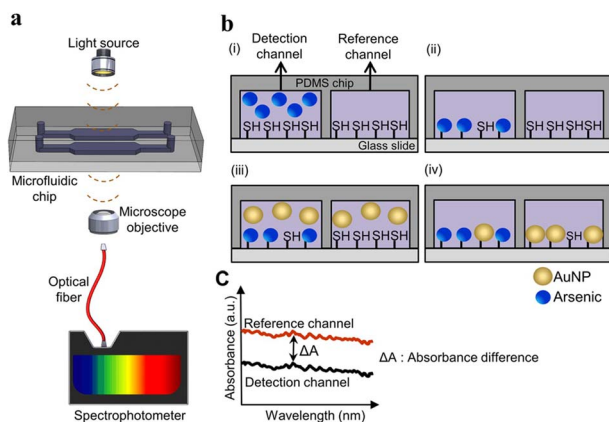 a
Light source
Microfluidic
chip
Microscope
objective
Optical
fiber
Spectrophotometer
b
Detection
channel
Reference
channel
(i)
PDMS chip
SH SH SH SH SH SH SH SH
Glass slide
(ii)
SH SH SH SH SH
(iii)
SH SH SH SH SH
(iv)
SH
AuNP
Arsenic
C
Absorbance (a.u.)
Reference channel
ΔA
Detection channel
Wavelength (nm)
ΔA : Absorbance difference